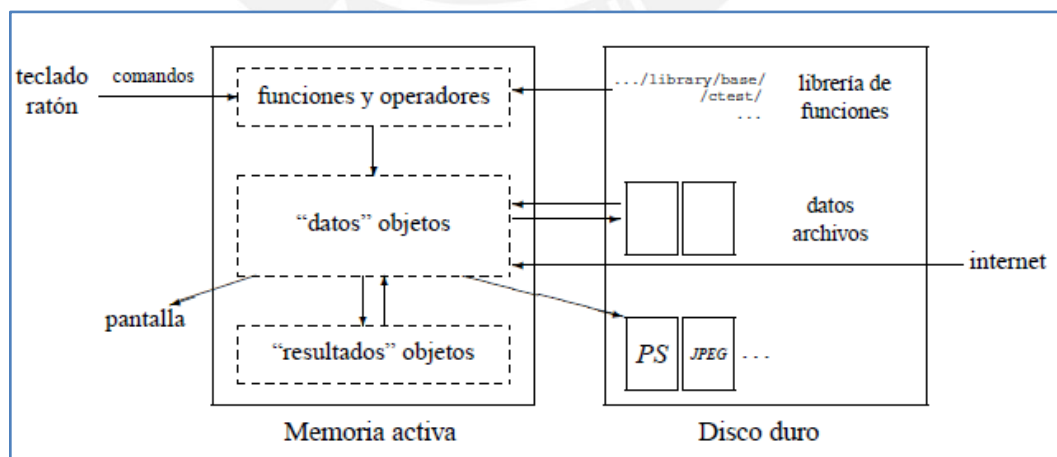 teclado
ratón
comandos
funciones y operadores
.../library/base/
/ctest/
...
librería de
funciones
“datos” objetos
datos
archivos
internet
pantalla
“resultados” objetos
PS
JPEG
...
Memoria activa
Disco duro